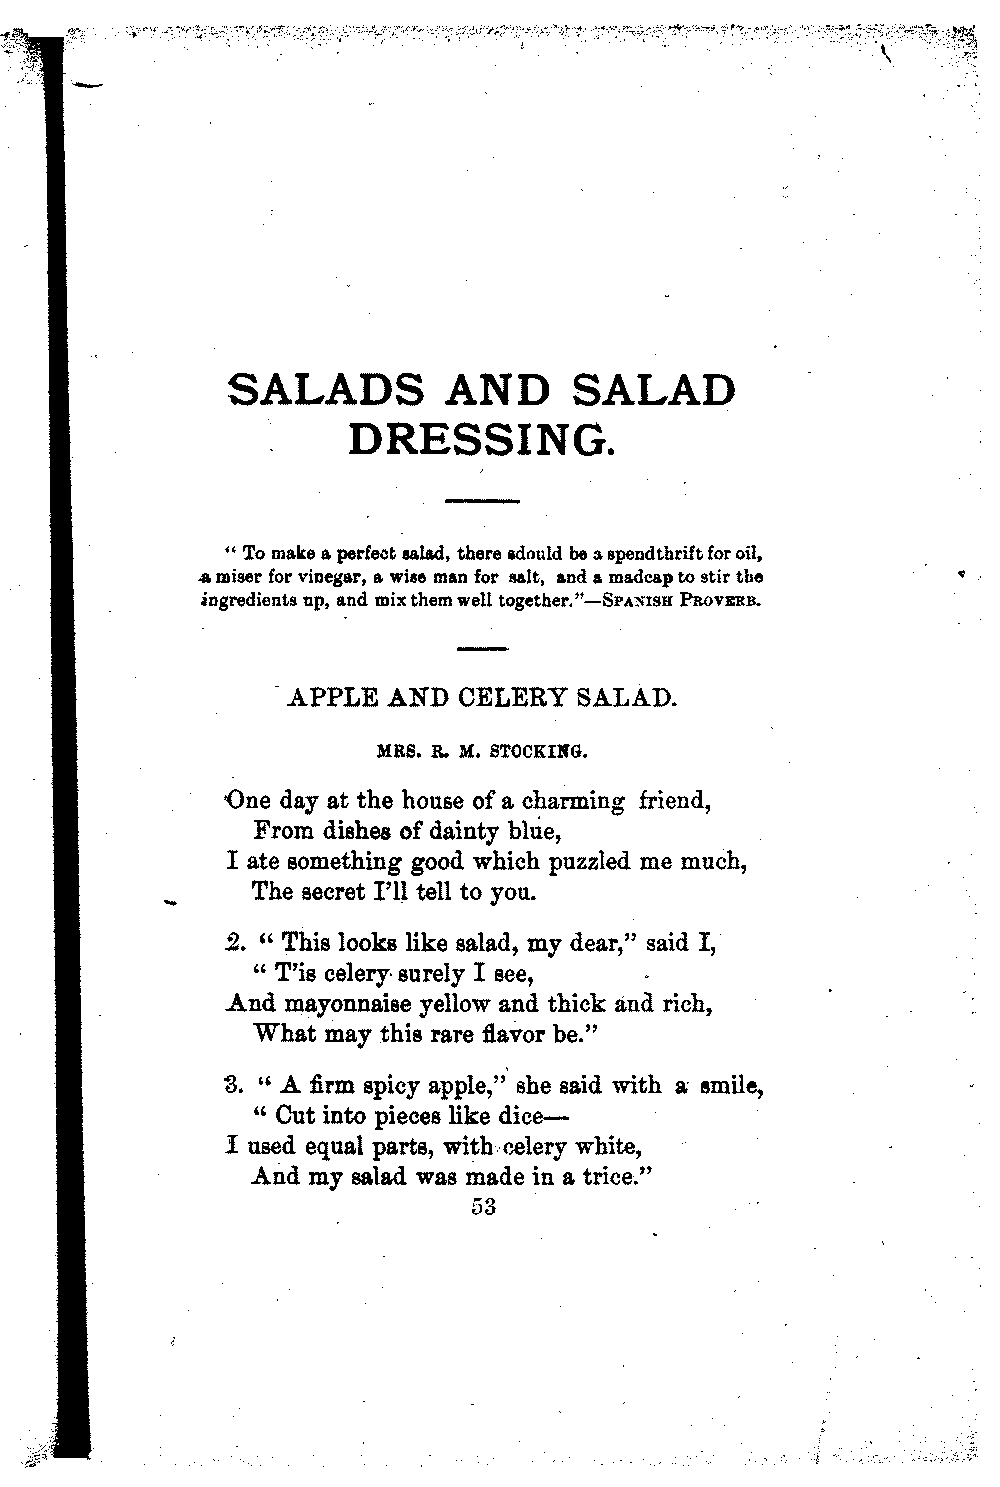 SALADS AND SALAD
DRESSING.
“ To make a perfect salad, there sdould be a spendthrift for oil,
a miser for vinegar, a wise man for salt, and a madcap to stir the
ingredients up, and mix them well together.”—SPANISH PROVERB.
APPLE AND CELERY SALAD.
MRS. R. M. STOCKING.
One day at the house of a charming friend,
From dishes of dainty blue,
I ate something good which puzzled me much,
The secret I’ll tell to you.
2. “ This looks like salad, my dear,” said I,
“ T’is celery surely I see,
And mayonnaise yellow and thick and rich,
What may this rare flavor be.”
3. “ A firm spicy apple,” she said with a smile,
“ Cut into pieces like dice—
I used equal parts, with celery white,
And my salad was made in a trice.”
53